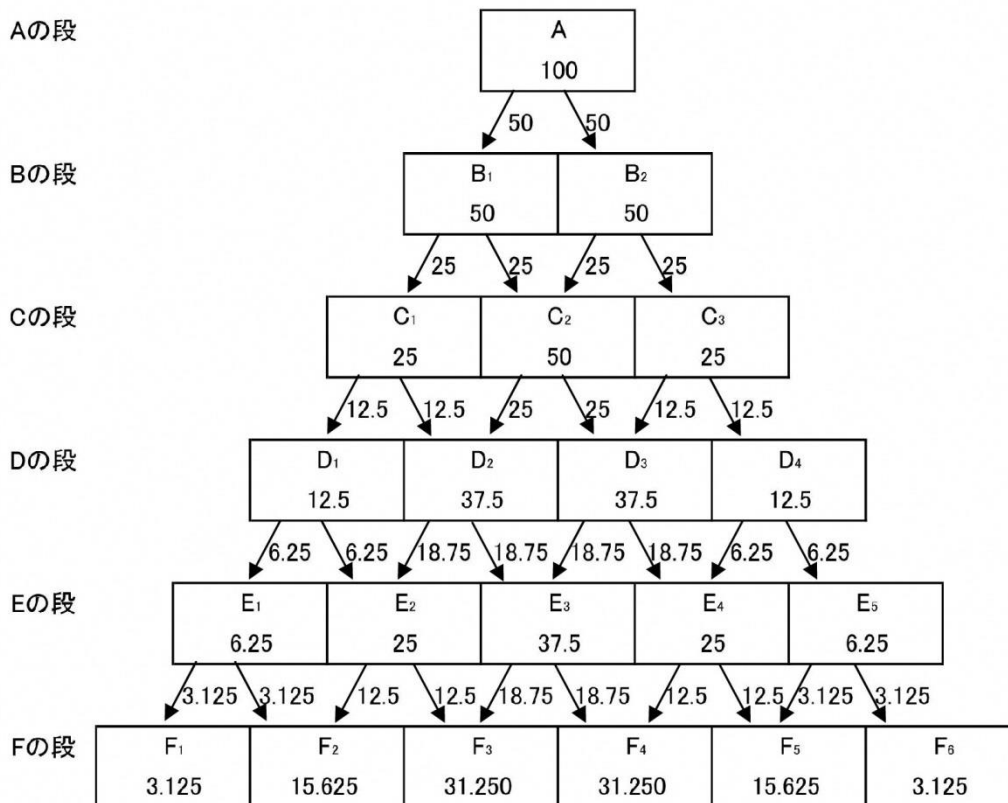 Aの段
A
100
50 50
Bの段
B₁ B₂
50 50
25 25 25 25
Cの段
C₁ C₂ C₃
25 50 25
12.5 12.5 25 25 12.5 12.5
Dの段
D₁ D₂ D₃ D₄
12.5 37.5 37.5 12.5
6.25 6.25 18.75 18.75 18.75 18.75 6.25 6.25
Eの段
E₁ E₂ E₃ E₄ E₅
6.25 25 37.5 25 6.25
3.125 3.125 12.5 12.5 18.75 18.75 12.5 12.5 3.125 3.125
Fの段
F₁ F₂ F₃ F₄ F₅ F₆
3.125 15.625 31.250 31.250 15.625 3.125